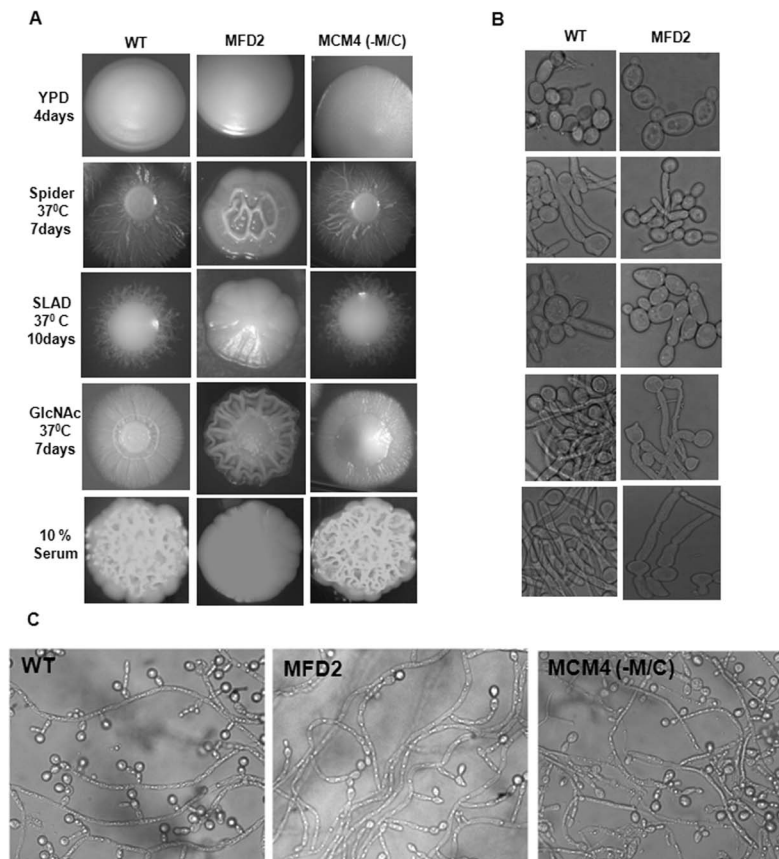 A
B
WT MFD2 MCM4 (-M/C)
WT MFD2
YPD
4days
Spider
37⁰C
7days
SLAD
37⁰ C
10days
GlcNAc
37⁰C
7days
10 %
Serum
C
WT MFD2 MCM4 (-M/C)